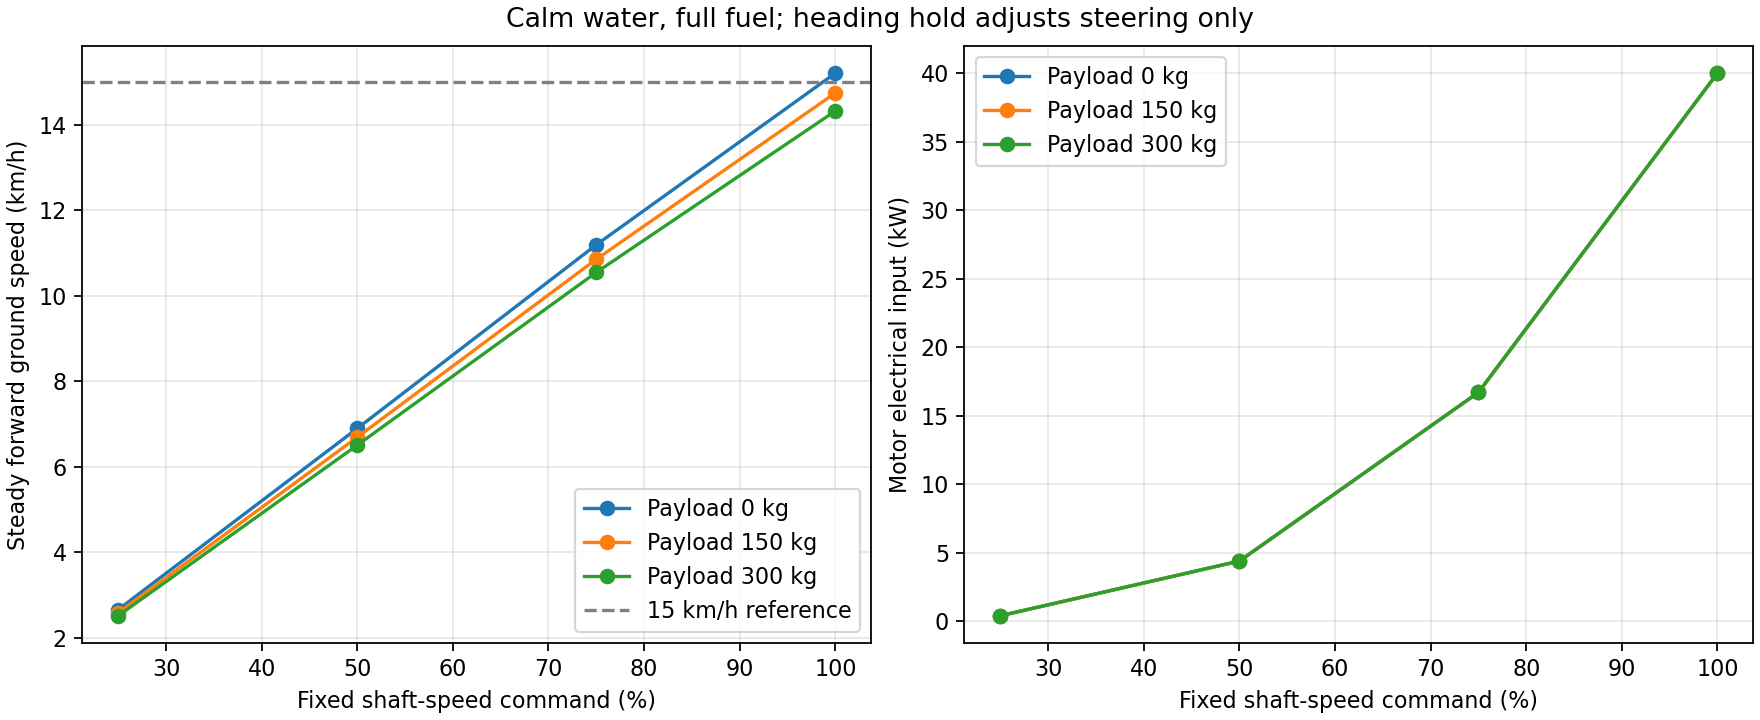 Calm water, full fuel; heading hold adjusts steering only
Steady forward ground speed (km/h)
14
12
10
8
6
4
2
Payload 0 kg
Payload 150 kg
Payload 300 kg
15 km/h reference
30 40 50 60 70 80 90 100
Fixed shaft-speed command (%)
Motor electrical input (kW)
40
35
30
25
20
15
10
5
0
Payload 0 kg
Payload 150 kg
Payload 300 kg
30 40 50 60 70 80 90 100
Fixed shaft-speed command (%)